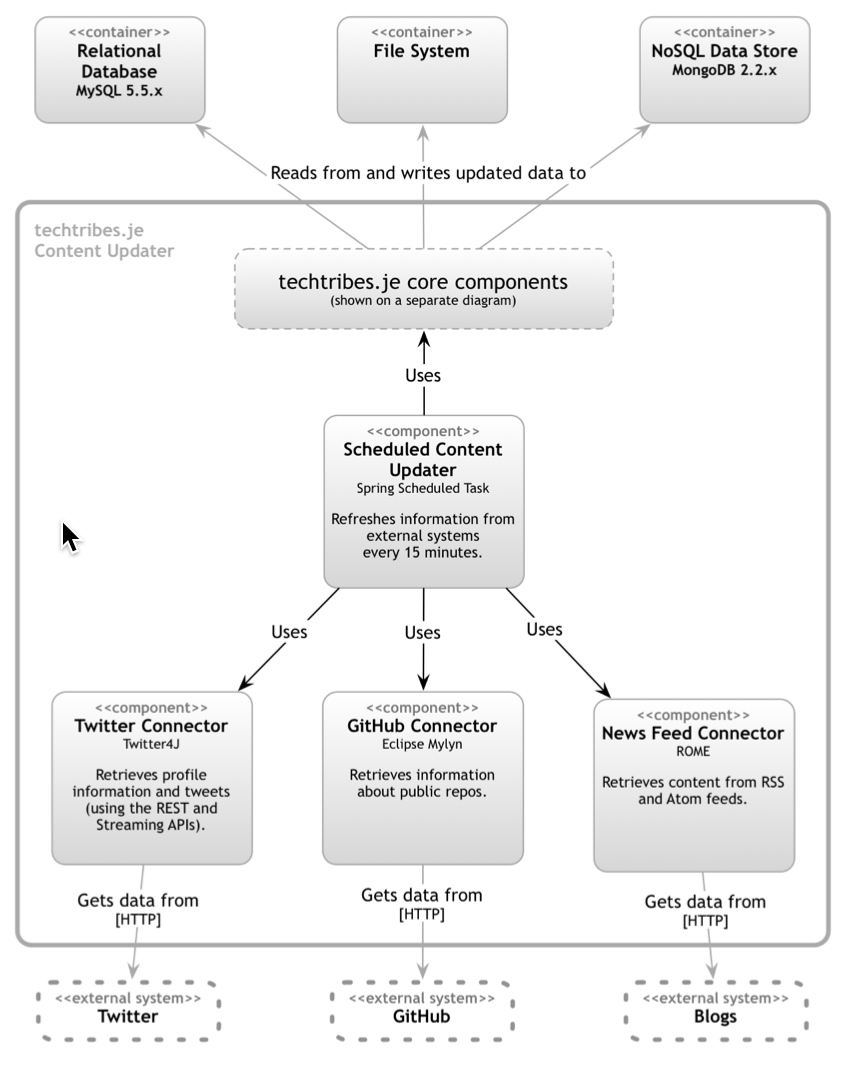 <<container>>
Relational
Database
MySQL 5.5.x
<<container>>
File System
<<container>>
NoSQL Data Store
MongoDB 2.2.x
Reads from and writes updated data to
techtribes.je
Content Updater
techtribes.je core components
(shown on a separate diagram)
Uses
<<component>>
Scheduled Content
Updater
Spring Scheduled Task
Refreshes information from
external systems
every 15 minutes.
Uses
Uses
Uses
<<component>>
Twitter Connector
Twitter4J
Retrieves profile
information and tweets
(using the REST and
Streaming APIs).
<<component>>
GitHub Connector
Eclipse Mylyn
Retrieves information
about public repos.
<<component>>
News Feed Connector
ROME
Retrieves content from RSS
and Atom feeds.
Gets data from
[HTTP]
Gets data from
[HTTP]
Gets data from
[HTTP]
<<external system>>
Twitter
<<external system>>
GitHub
<<external system>>
Blogs